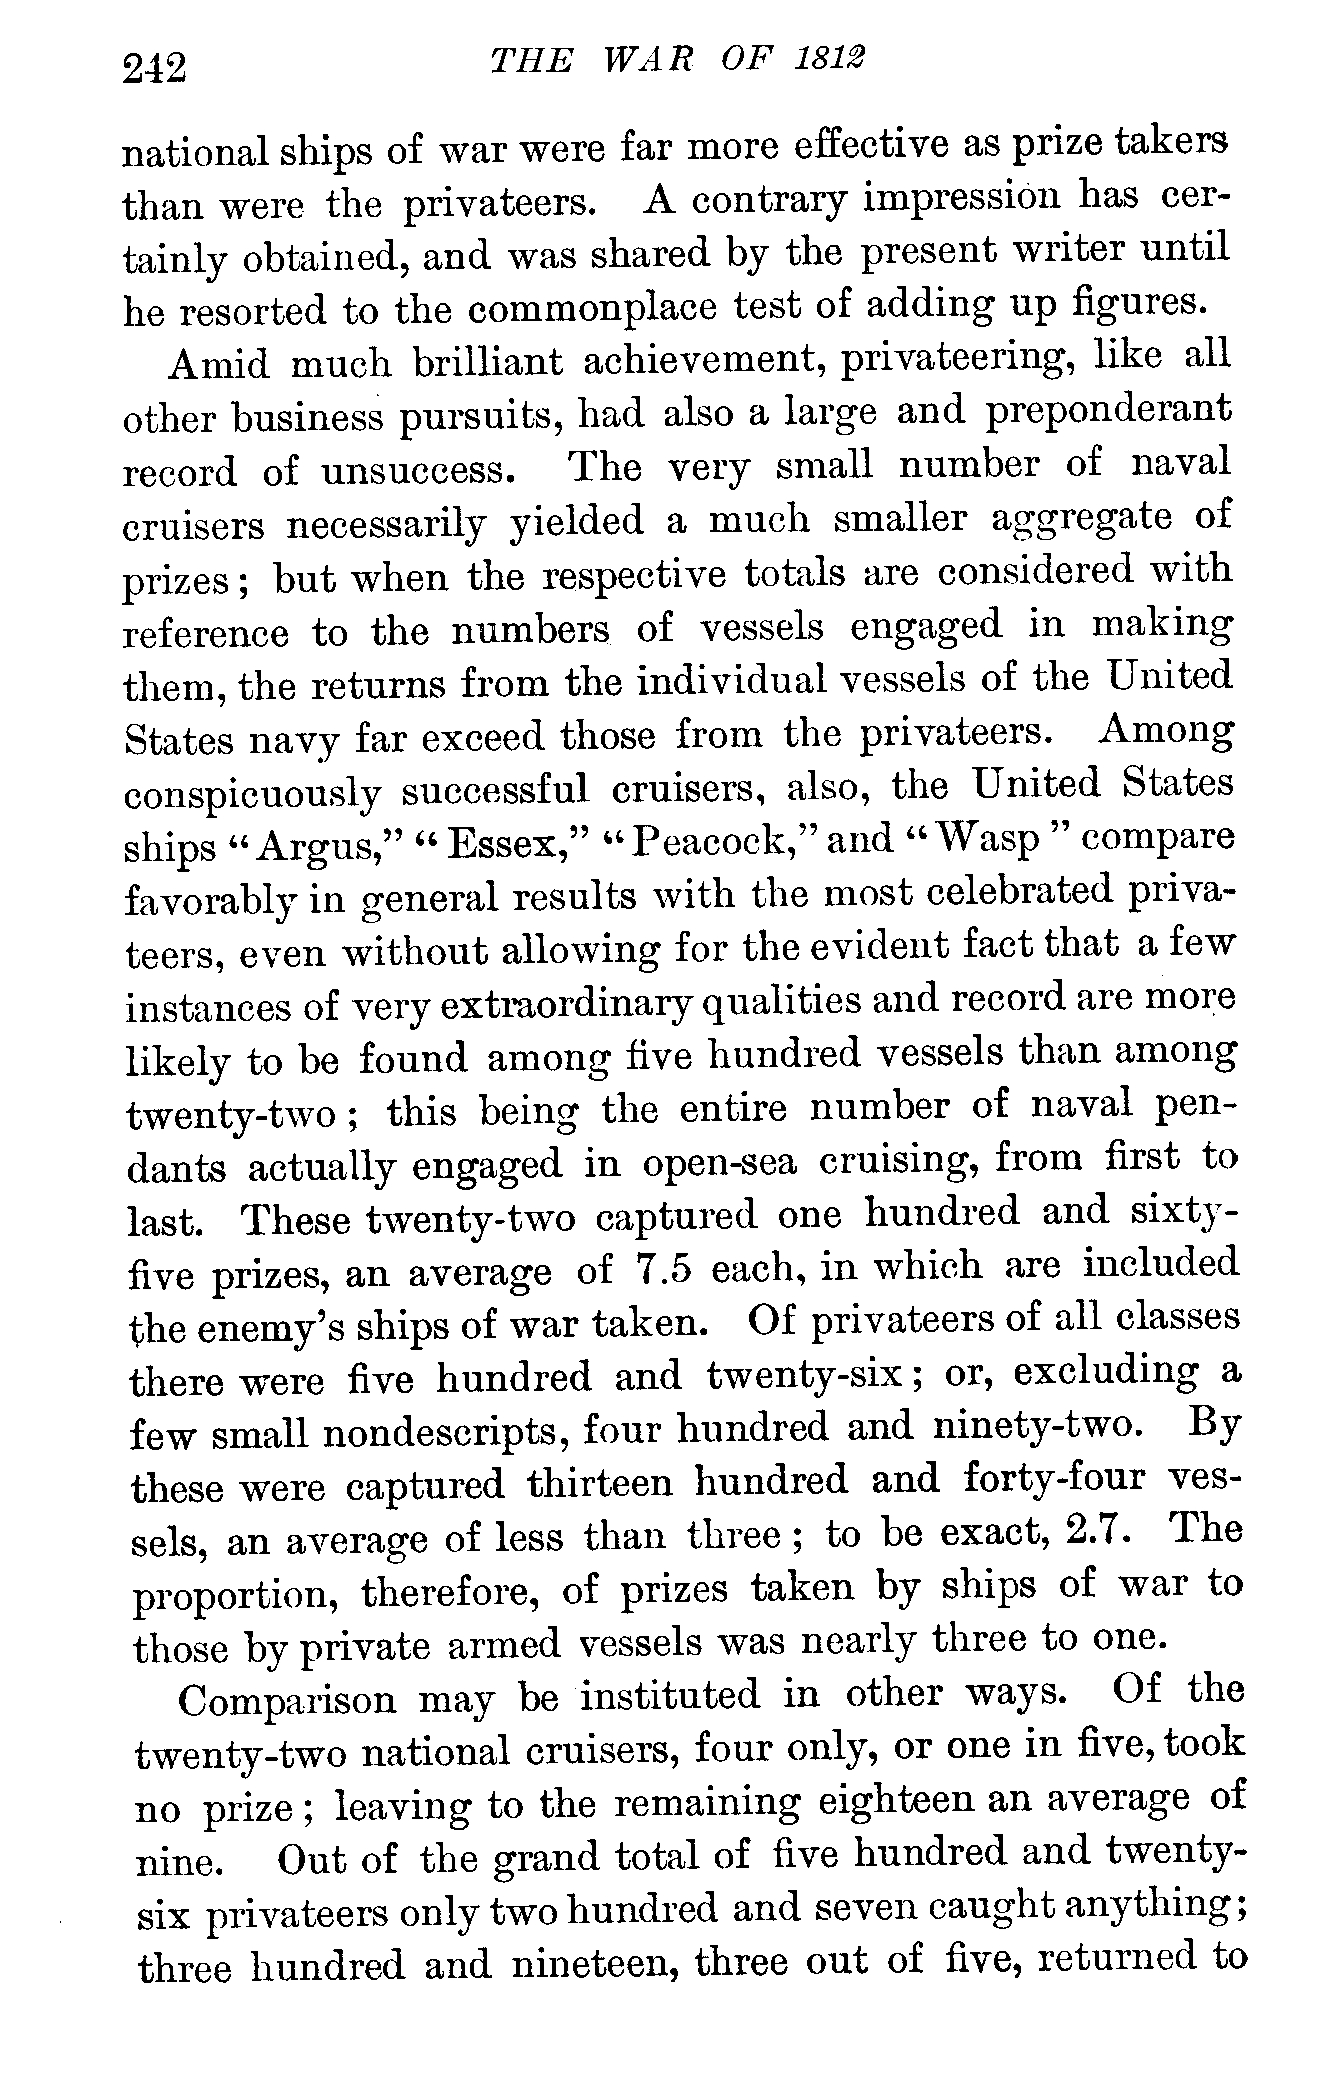 242 THE WAR OF 1812
national ships of war were far more effective as prize takers
than were the privateers. A contrary impression has cer-
tainly obtained, and was shared by the present writer until
he resorted to the commonplace test of adding up figures.
Amid much brilliant achievement, privateering, like all
other business pursuits, had also a large and preponderant
record of unsuccess. The very small number of naval
cruisers necessarily yielded a much smaller aggregate of
prizes; but when the respective totals are considered with
reference to the numbers of vessels engaged in making
them, the returns from the individual vessels of the United
States navy far exceed those from the privateers. Among
conspicuously successful cruisers, also, the United States
ships “Argus,” “Essex,” “Peacock,” and “Wasp” compare
favorably in general results with the most celebrated priva-
teers, even without allowing for the evident fact that a few
instances of very extraordinary qualities and record are more
likely to be found among five hundred vessels than among
twenty-two; this being the entire number of naval pen-
dants actually engaged in open-sea cruising, from first to
last. These twenty-two captured one hundred and sixty-
five prizes, an average of 7.5 each, in which are included
the enemy's ships of war taken. Of privateers of all classes
there were five hundred and twenty-six; or, excluding a
few small nondescripts, four hundred and ninety-two. By
these were captured thirteen hundred and forty-four ves-
sels, an average of less than three; to be exact, 2.7. The
proportion, therefore, of prizes taken by ships of war to
those by private armed vessels was nearly three to one.
Comparison may be instituted in other ways. Of the
twenty-two national cruisers, four only, or one in five, took
no prize; leaving to the remaining eighteen an average of
nine. Out of the grand total of five hundred and twenty-
six privateers only two hundred and seven caught anything;
three hundred and nineteen, three out of five, returned to